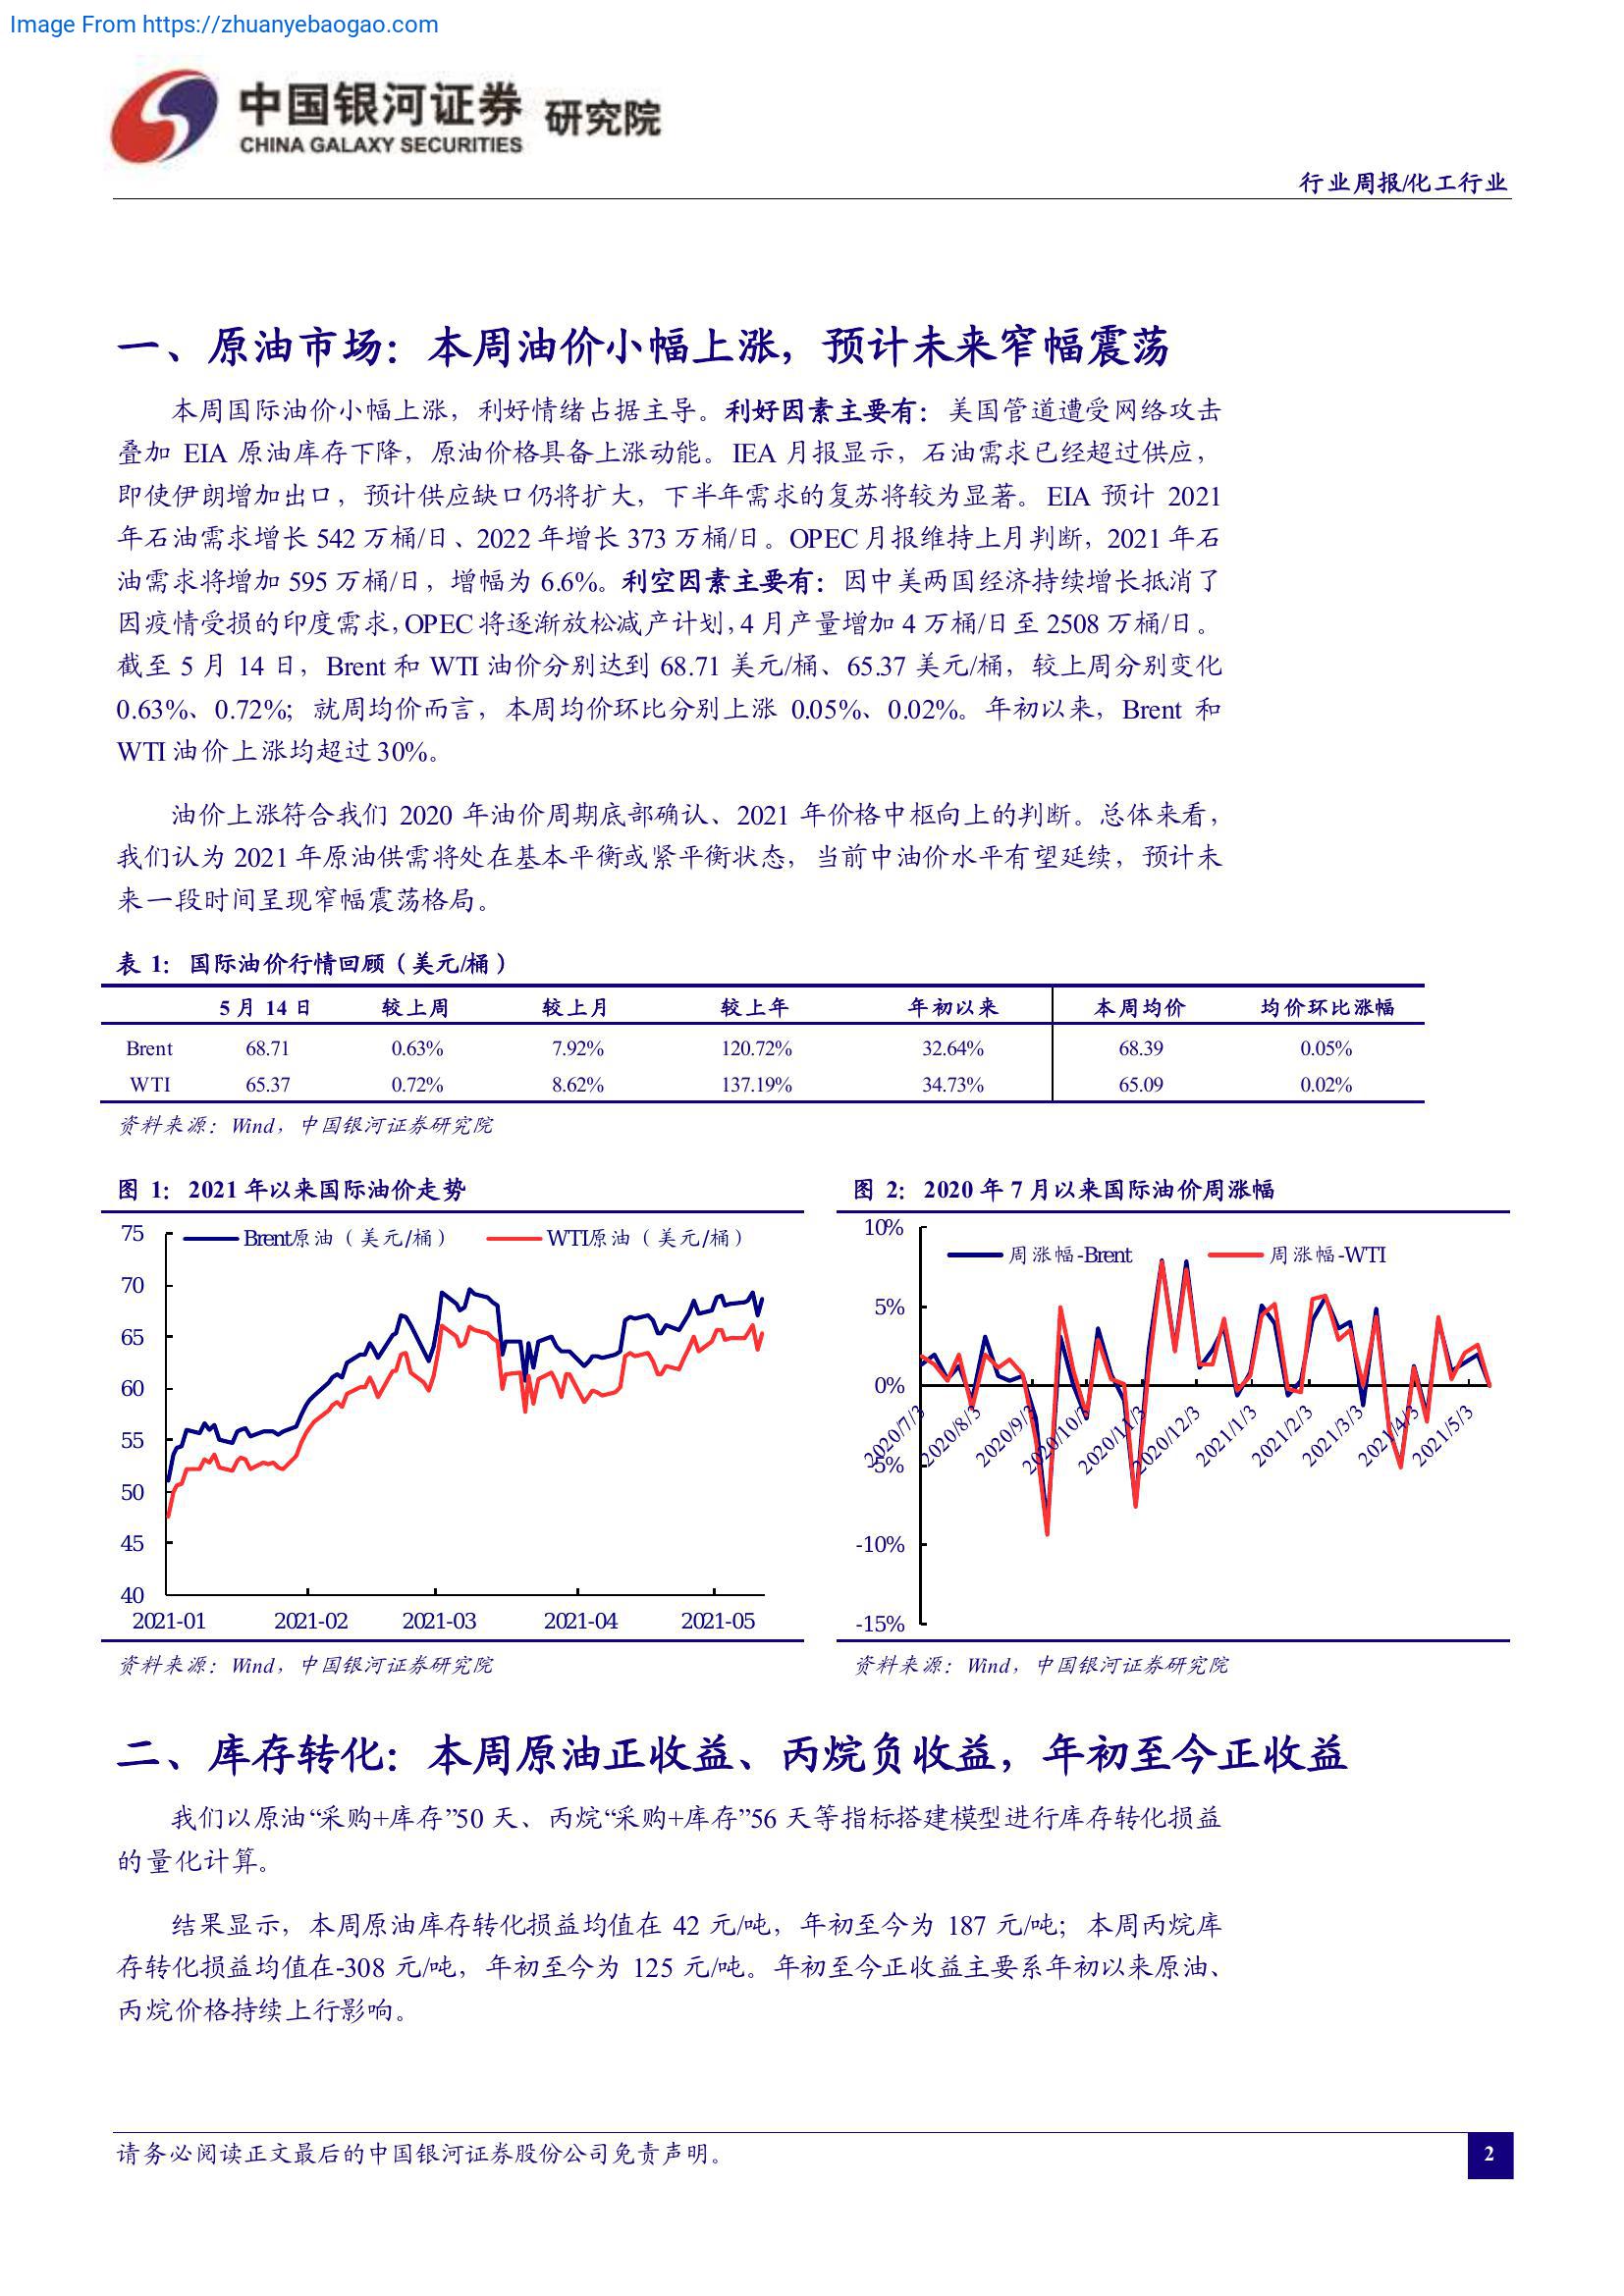 Image From https://zhuanyebaogao.com
中国银河证券 研究院
CHINA GALAXY SECURITIES
行业周报/化工行业
一、原油市场：本周油价小幅上涨，预计未来窄幅震荡
本周国际油价小幅上涨，利好情绪占据主导。利好因素主要有：美国管道遭受网络攻击
叠加 EIA 原油库存下降，原油价格具备上涨动能。IEA 月报显示，石油需求已经超过供应，
即使伊朗增加出口，预计供应缺口仍将扩大，下半年需求的复苏将较为显著。EIA 预计 2021
年石油需求增长 542 万桶/日、2022 年增长 373 万桶/日。OPEC 月报维持上月判断，2021 年石
油需求将增加 595 万桶/日，增幅为 6.6%。利空因素主要有：因中美两国经济持续增长抵消了
因疫情受损的印度需求，OPEC 将逐渐放松减产计划，4 月产量增加 4 万桶/日至 2508 万桶/日。
截至 5 月 14 日，Brent 和 WTI 油价分别达到 68.71 美元/桶、65.37 美元/桶，较上周分别变化
0.63%、0.72%；就周均价而言，本周均价环比分别上涨 0.05%、0.02%。年初以来，Brent 和
WTI 油价上涨均超过 30%。
油价上涨符合我们 2020 年油价周期底部确认、2021 年价格中枢向上的判断。总体来看，
我们认为 2021 年原油供需将处在基本平衡或紧平衡状态，当前中油价水平有望延续，预计未
来一段时间呈现窄幅震荡格局。
表 1：国际油价行情回顾（美元/桶）
5 月 14 日 较上周 较上月 较上年 年初以来 本周均价 均价环比涨幅
Brent 68.71 0.63% 7.92% 120.72% 32.64% 68.39 0.05%
WTI 65.37 0.72% 8.62% 137.19% 34.73% 65.09 0.02%
资料来源：Wind，中国银河证券研究院
图 1：2021 年以来国际油价走势
Brent原油（美元/桶） WTI原油（美元/桶）
75
70
65
60
55
50
45
40
2021-01 2021-02 2021-03 2021-04 2021-05
资料来源：Wind，中国银河证券研究院
图 2：2020 年 7 月以来国际油价周涨幅
周涨幅-Brent 周涨幅-WTI
10%
5%
0%
-5%
-10%
-15%
2020/7/3 2020/8/3 2020/9/3 2020/10/3 2020/11/3 2020/12/3 2021/1/3 2021/2/3 2021/3/3 2021/4/3 2021/5/3
资料来源：Wind，中国银河证券研究院
二、库存转化：本周原油正收益、丙烷负收益，年初至今正收益
我们以原油“采购+库存”50 天、丙烷“采购+库存”56 天等指标搭建模型进行库存转化损益
的量化计算。
结果显示，本周原油库存转化损益均值在 42 元/吨，年初至今为 187 元/吨；本周丙烷库
存转化损益均值在-308 元/吨，年初至今为 125 元/吨。年初至今正收益主要系年初以来原油、
丙烷价格持续上行影响。
请务必阅读正文最后的中国银河证券股份公司免责声明。
2